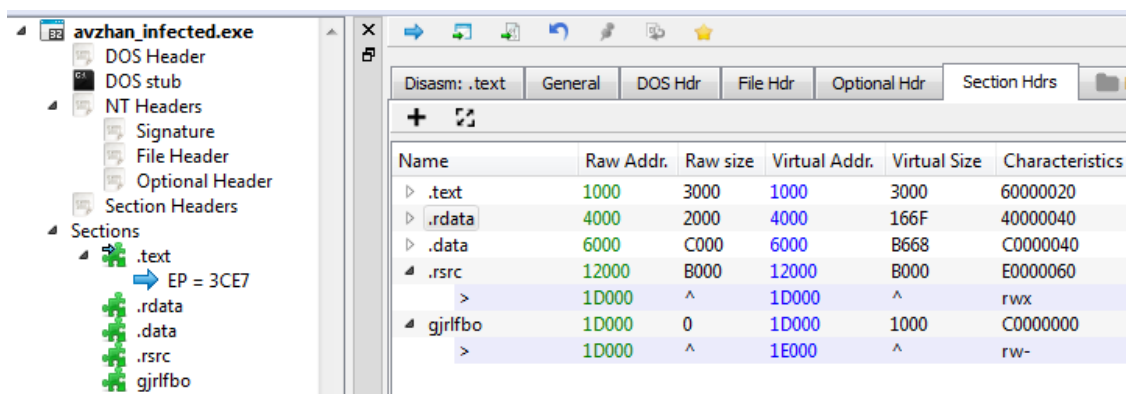 avzhan_infected.exe
DOS Header
DOS stub
NT Headers
Signature
File Header
Optional Header
Section Headers
Sections
.text
EP = 3CE7
.rdata
.data
.rsrc
gjrlfbo
Disasm: .text General DOS Hdr File Hdr Optional Hdr Section Hdrs
Name Raw Addr. Raw size Virtual Addr. Virtual Size Characteristics
.text 1000 3000 1000 3000 60000020
.rdata 4000 2000 4000 166F 40000040
.data 6000 C000 6000 B668 C0000040
.rsrc 12000 B000 12000 B000 E0000060
> 1D000 ^ 1D000 ^ rwx
gjrlfbo 1D000 0 1D000 1000 C0000000
> 1D000 ^ 1E000 ^ rw-